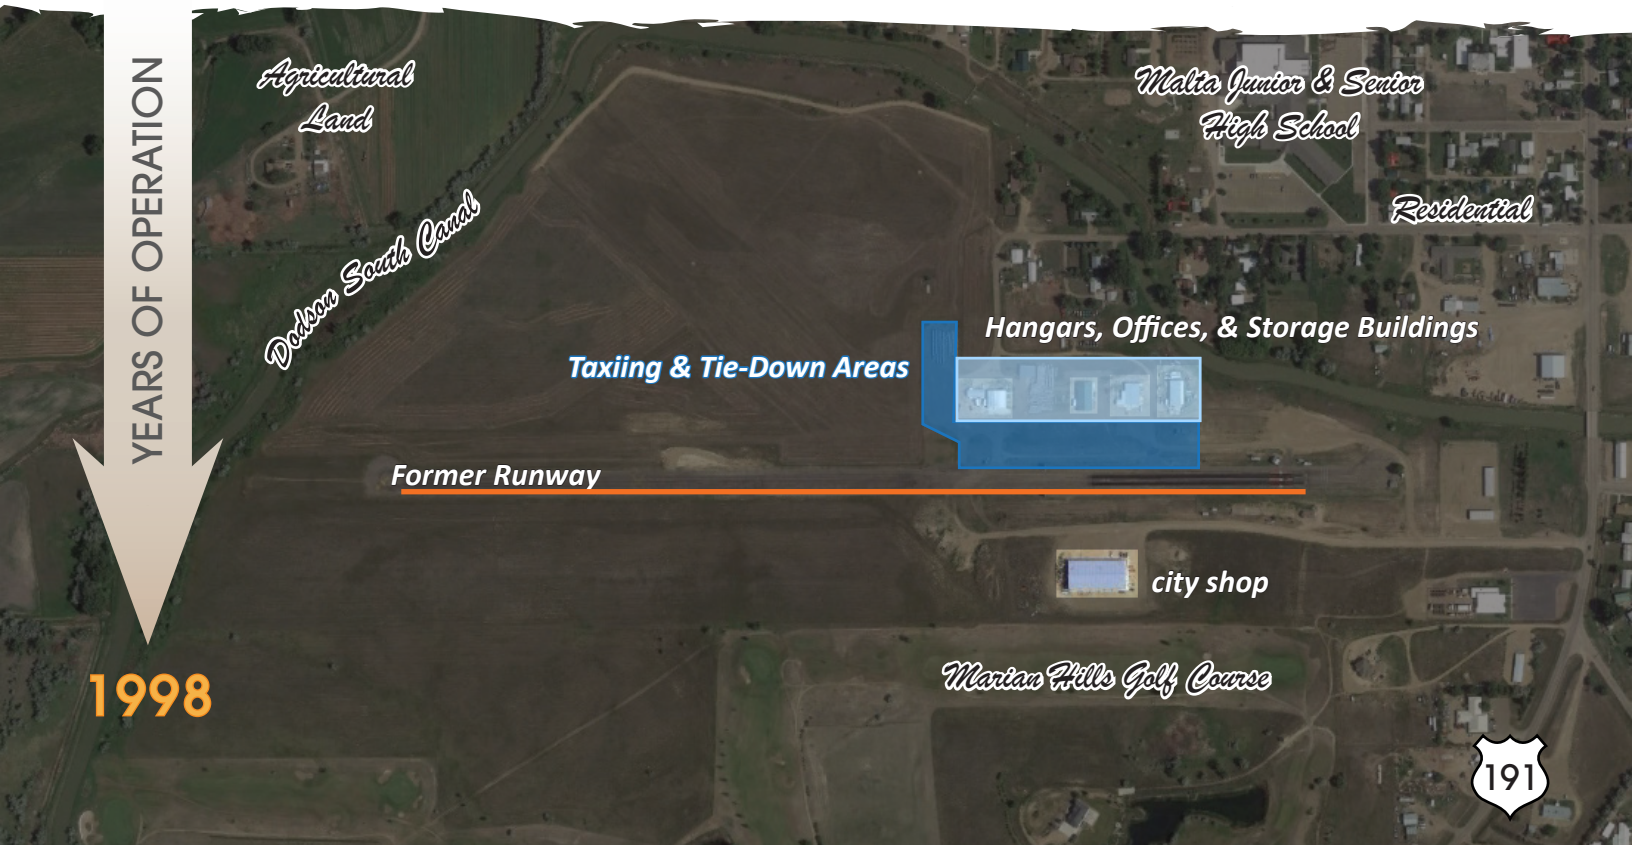 YEARS OF OPERATION
1998
Agricultural
Land
Dodson South Canal
Malta Junior & Senior
High School
Residential
Hangars, Offices, & Storage Buildings
Taxiing & Tie-Down Areas
Former Runway
city shop
Marian Hills Golf Course
191